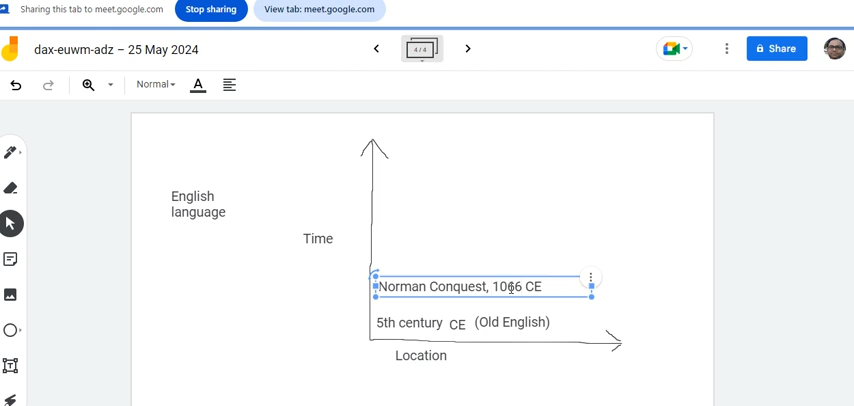 Sharing this tab to meet.google.com
Stop sharing
View tab: meet.google.com
dax-euwm-adz – 25 May 2024
4 / 4
Share
Normal
A
English
language
Time
Norman Conquest, 1066 CE
5th century CE (Old English)
Location